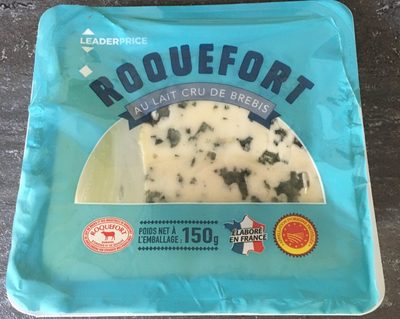 LEADERPRICE
ROQUEFORT
AU LAIT CRU DE BREBIS
ROQUEFORT
POIDS NET À
L'EMBALLAGE : 150g
ÉLABORÉ
EN FRANCE